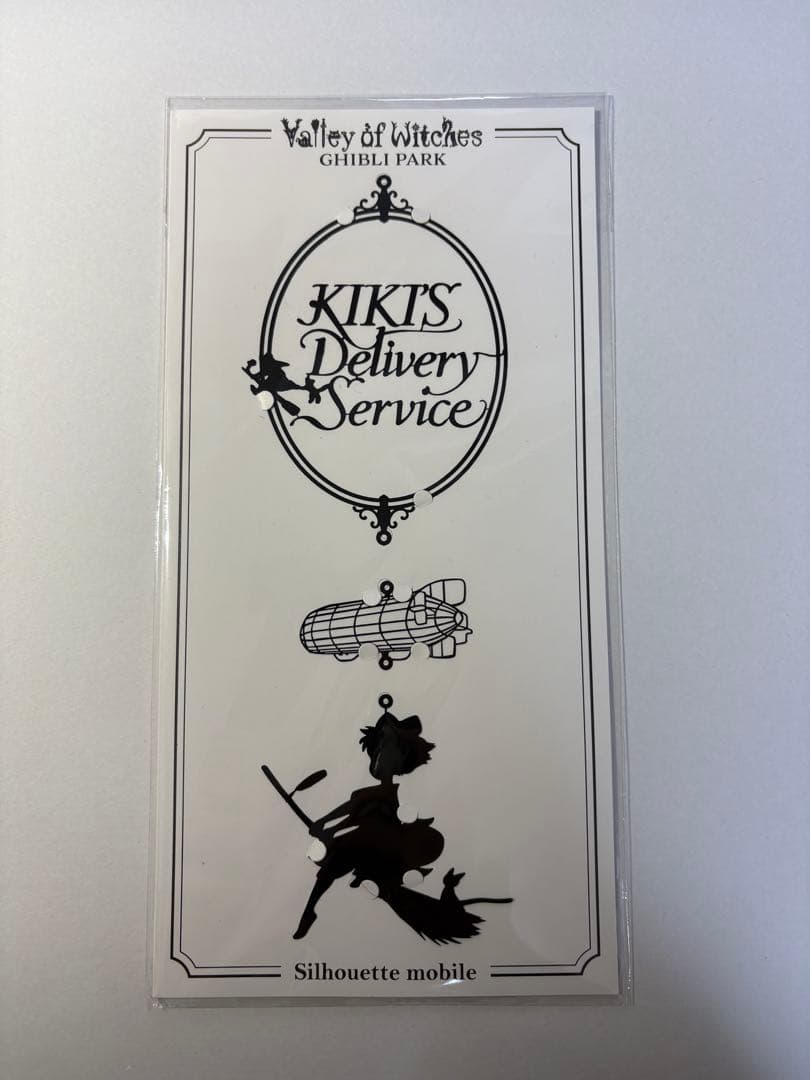 Valley of Witches
GHIBLI PARK
KIKI'S
Delivery
Service
Silhouette mobile